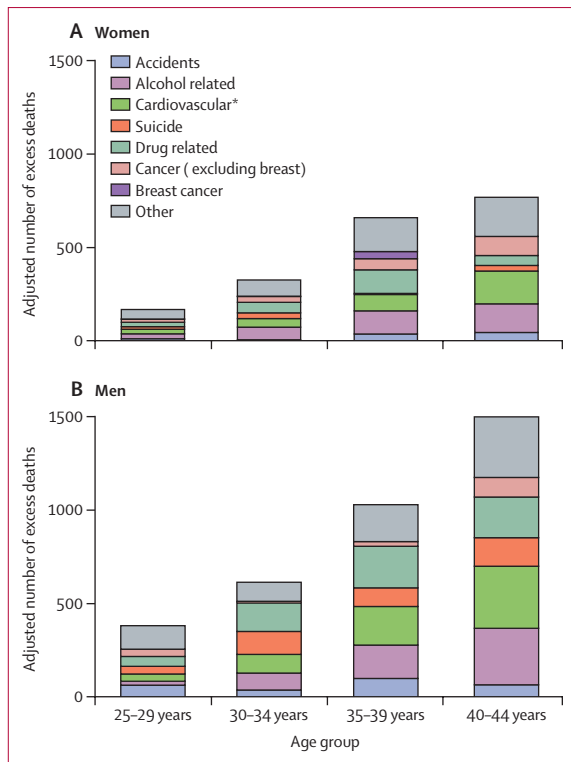 A Women
1500
1000
500
0
Adjusted number of excess deaths
Accidents
Alcohol related
Cardiovascular*
Suicide
Drug related
Cancer ( excluding breast)
Breast cancer
Other
B Men
1500
1000
500
0
Adjusted number of excess deaths
25–29 years 30–34 years 35–39 years 40–44 years
Age group